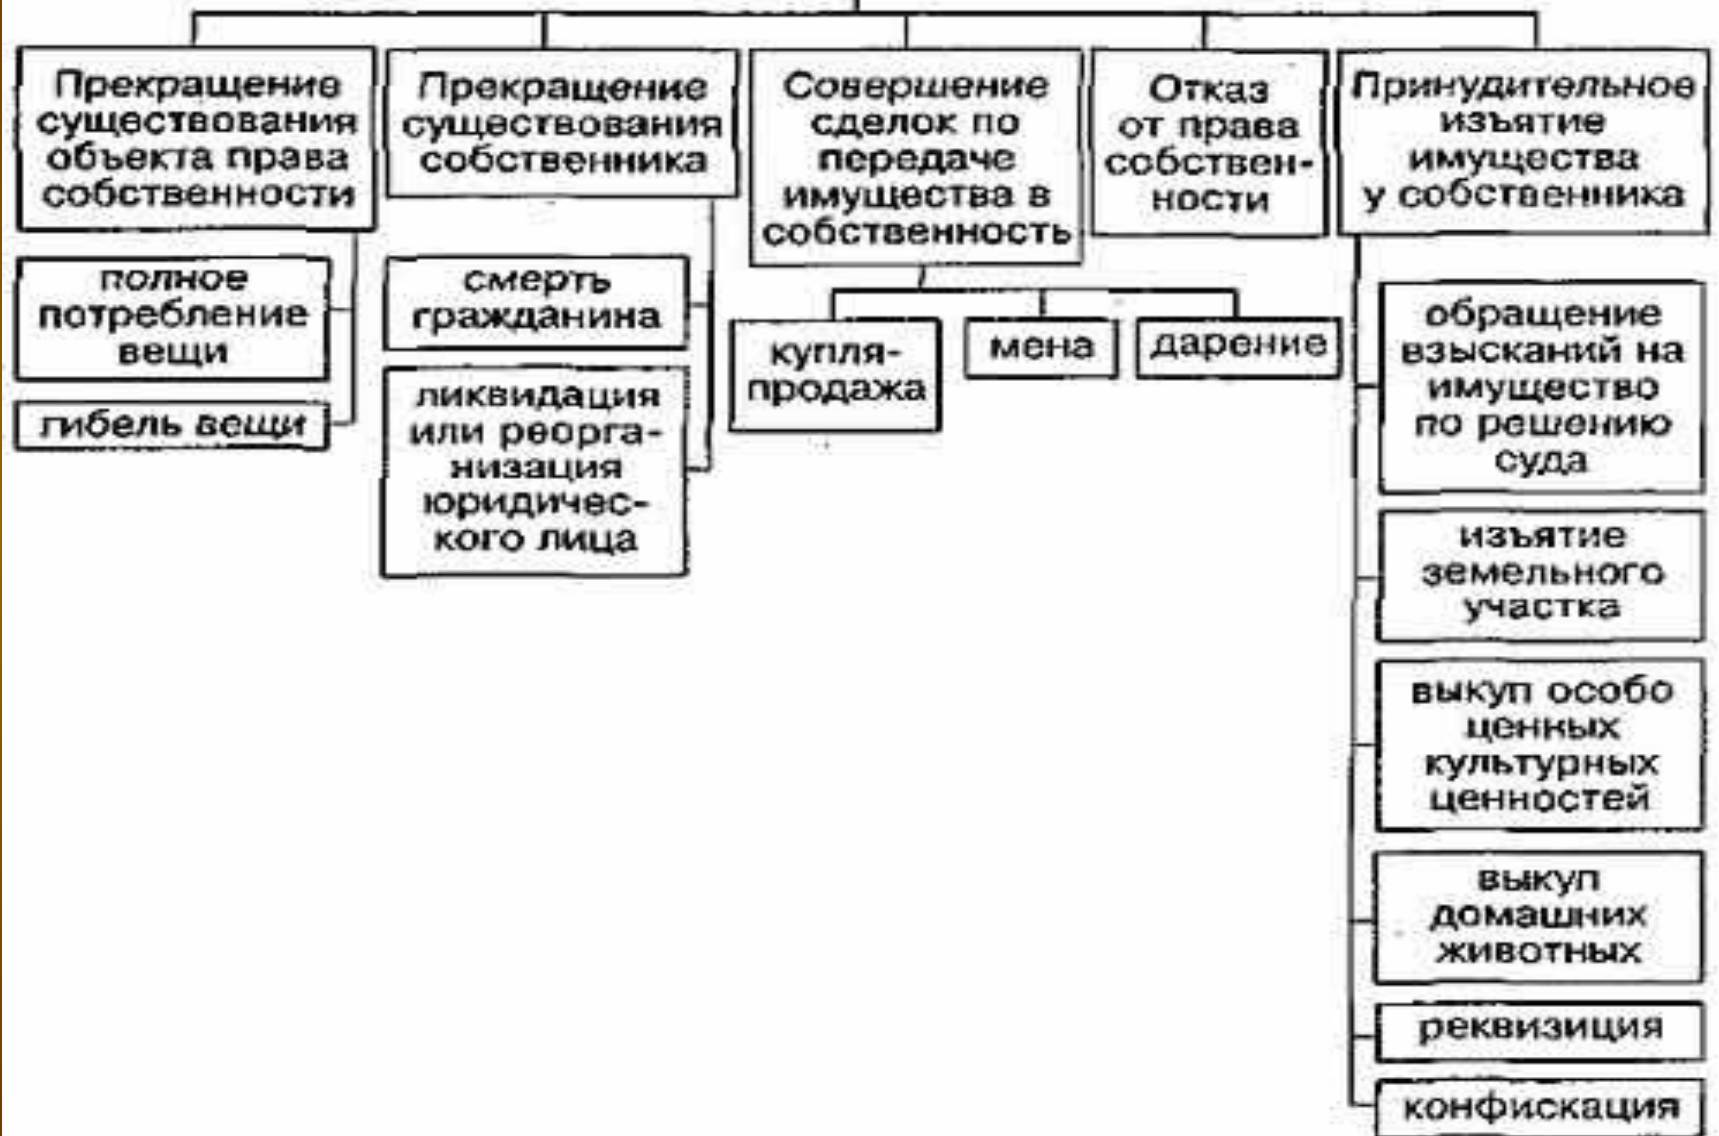 Прекращение
существования
объекта права
собственности
полное
потребление
вещи
гибель вещи
Прекращение
существования
собственника
смерть
гражданина
ликвидация
или реорга-
низация
юридичес-
кого лица
Совершение
сделок по
передаче
имущества в
собственность
купля-
продажа
мена
дарение
Отказ
от права
собствен-
ности
Принудительное
изъятие
имущества
у собственника
обращение
взысканий на
имущество
по решению
суда
изъятие
земельного
участка
выкуп особо
ценных
культурных
ценностей
выкуп
домашних
животных
реквизиция
конфискация